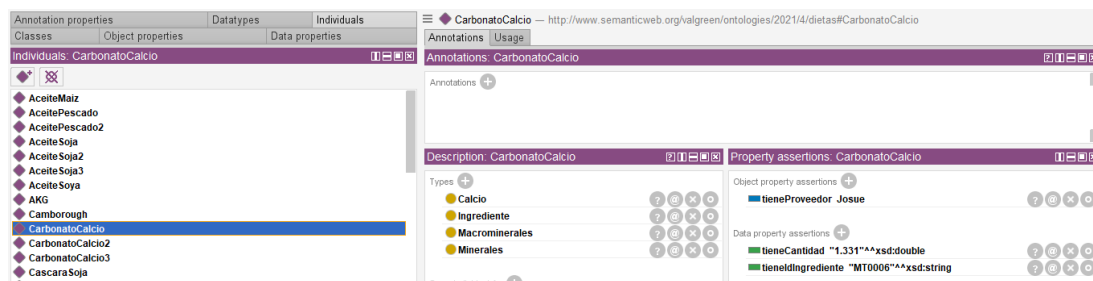 Annotation properties Datatypes Individuals
Classes Object properties Data properties
Individuals: CarbonatoCalcio
AceiteMaiz
AceitePescado
AceitePescado2
AceiteSoja
AceiteSoja2
AceiteSoja3
AceiteSoya
AKG
Camborough
CarbonatoCalcio
CarbonatoCalcio2
CarbonatoCalcio3
CascaraSoja
CarbonatoCalcio — http://www.semanticweb.org/valgreen/ontologies/2021/4/dietas#CarbonatoCalcio
Annotations Usage
Annotations: CarbonatoCalcio
Annotations
Description: CarbonatoCalcio
Types
Calcio
Ingrediente
Macrominerales
Minerales
Property assertions: CarbonatoCalcio
Object property assertions
tieneProveedor Josue
Data property assertions
tieneCantidad "1.331"^^xsd:double
tieneIdIngrediente "MT0006"^^xsd:string